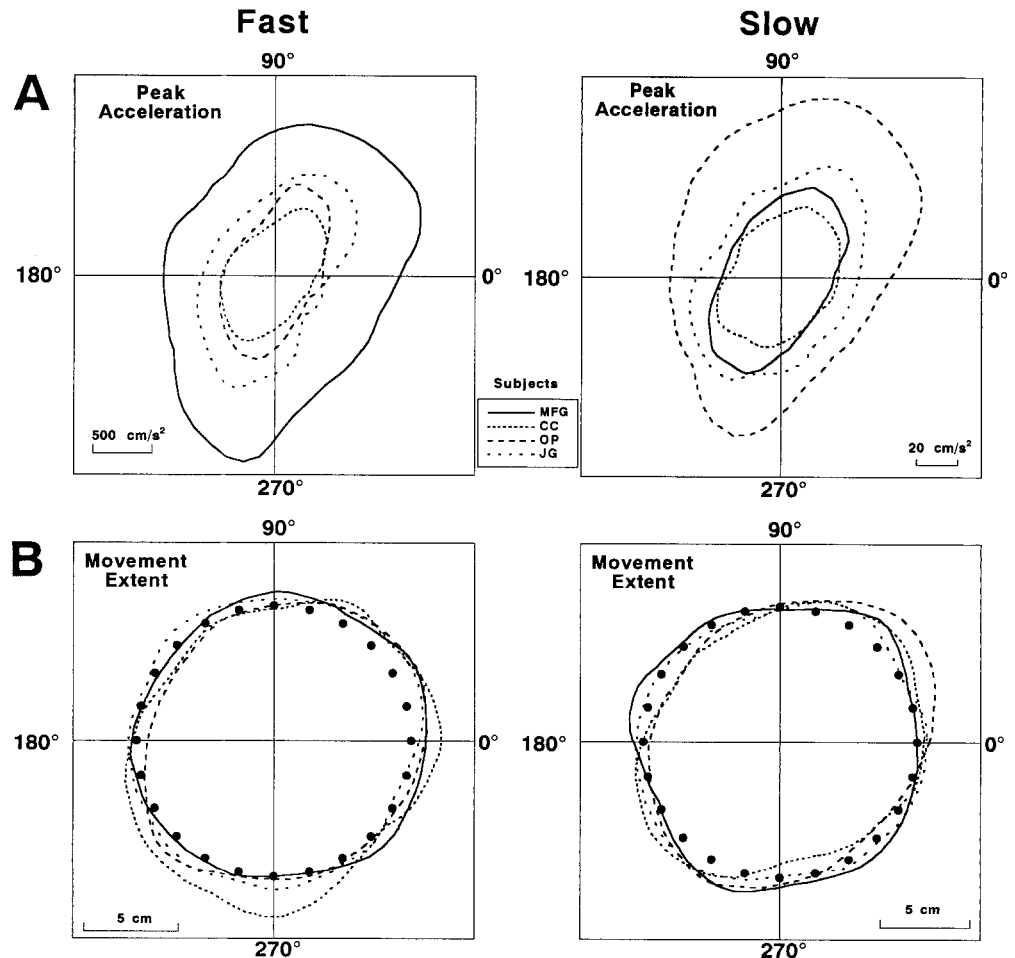 Fast
Slow
A
90°
90°
Peak
Acceleration
Peak
Acceleration
180°
0°
180°
0°
Subjects
MFG
CC
OP
JG
500 cm/s²
20 cm/s²
270°
270°
B
90°
90°
Movement
Extent
Movement
Extent
180°
0°
180°
0°
5 cm
5 cm
270°
270°